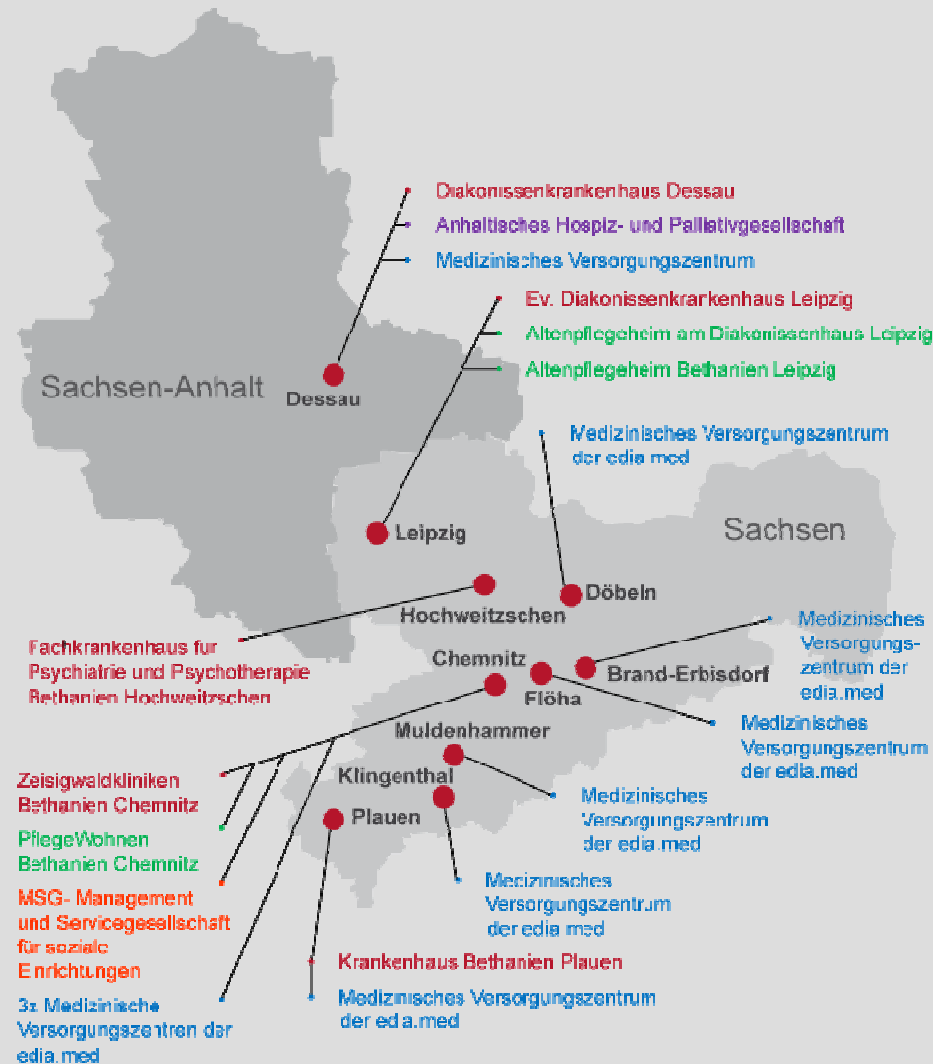 Diakonissenkrankenhaus Dessau
Anhaltisches Hospiz- und Palliativgesellschaft
Medizinisches Versorgungszentrum
Ev. Diakonissenkrankenhaus Leipzig
Altenpflegeheim am Diakonissenhaus Leipzig
Altenpflegeheim Bethanien Leipzig
Sachsen-Anhalt
Dessau
Medizinisches Versorgungszentrum
der edia.med
Leipzig
Sachsen
Hochweitzschen
Döbeln
Fachkrankenhaus für
Psychiatrie und Psychotherapie
Bethanien Hochweitzschen
Chemnitz
Flöha
Brand-Erbisdorf
Medizinisches
Versorgungs-
zentrum der
edia.med
Medizinisches
Versorgungszentrum
der edia.med
Muldenhammer
Klingenthal
Plauen
Medizinisches
Versorgungszentrum
der edia.med
Zeisigwaldkliniken
Bethanien Chemnitz
PflegeWohnen
Bethanien Chemnitz
MSG- Management
und Servicegesellschaft
für soziale
Einrichtungen
3x Medizinische
Versorgungszentren der
edia.med
Medizinisches
Versorgungszentrum
der edia.med
Krankenhaus Bethanien Plauen
Medizinisches Versorgungszentrum
der edia.med